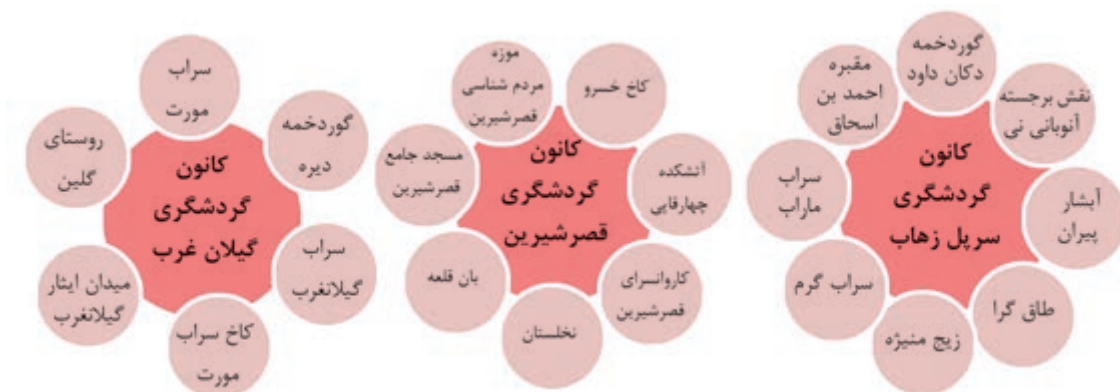 کانون
گردشگری
سرپل زهاب
گوردخمه
دکان داود
نقش برجسته
آنوبانی نی
آبشار
پیران
طاق گرا
زیج منیژه
سراب گرم
سراب
ماراب
مقبره
احمد بن
اسحاق
کانون
گردشگری
قصرشیرین
کاخ خسرو
آتشکده
چهارقاپی
کاروانسرای
قصرشیرین
نخلستان
بان قلعه
مسجد جامع
قصرشیرین
موزه
مردم شناسی
قصرشیرین
کانون
گردشگری
گیلان غرب
سراب
مورت
گوردخمه
دیره
سراب
گیلانغرب
کاخ سراب
مورت
میدان ایثار
گیلانغرب
روستای
گلین